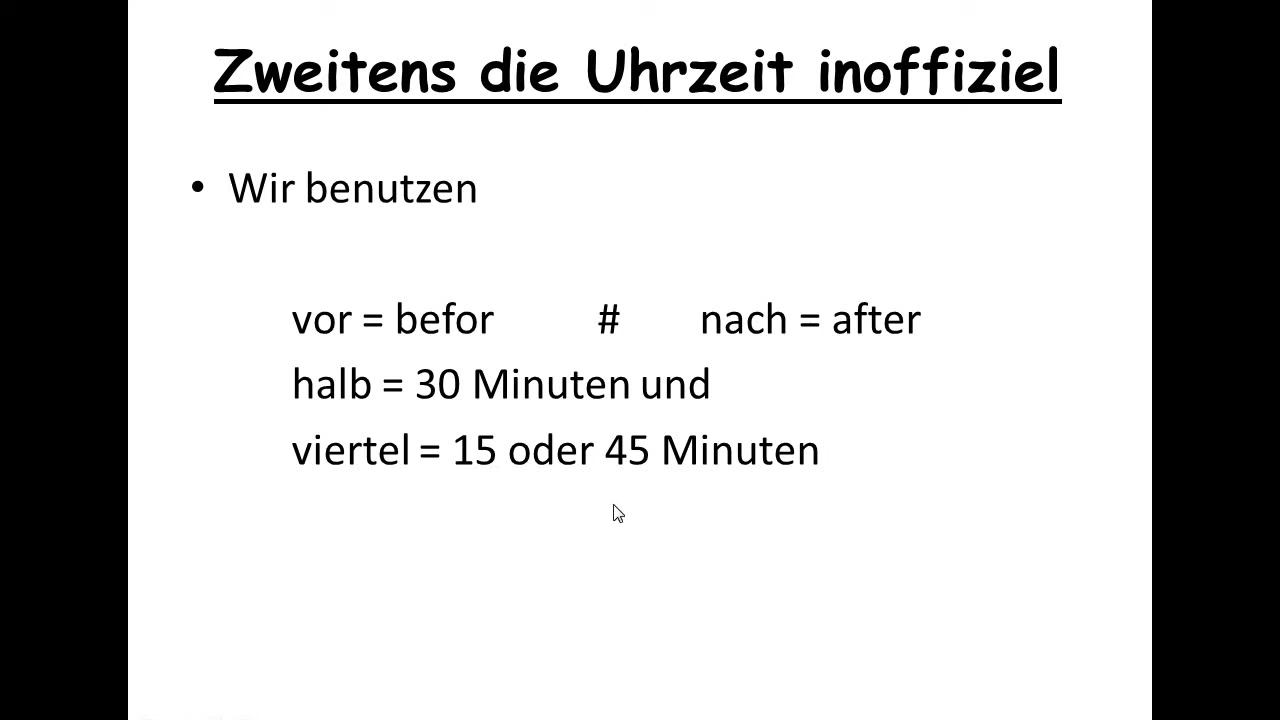 Zweitens die Uhrzeit inoffiziel
• Wir benutzen
vor = befor # nach = after
halb = 30 Minuten und
viertel = 15 oder 45 Minuten